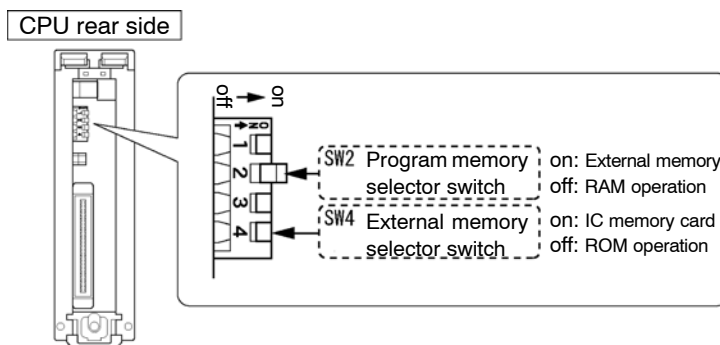 CPU rear side
off → on
ON
1
2
3
4
SW2 Program memory
selector switch
on: External memory
off: RAM operation
SW4 External memory
selector switch
on: IC memory card
off: ROM operation